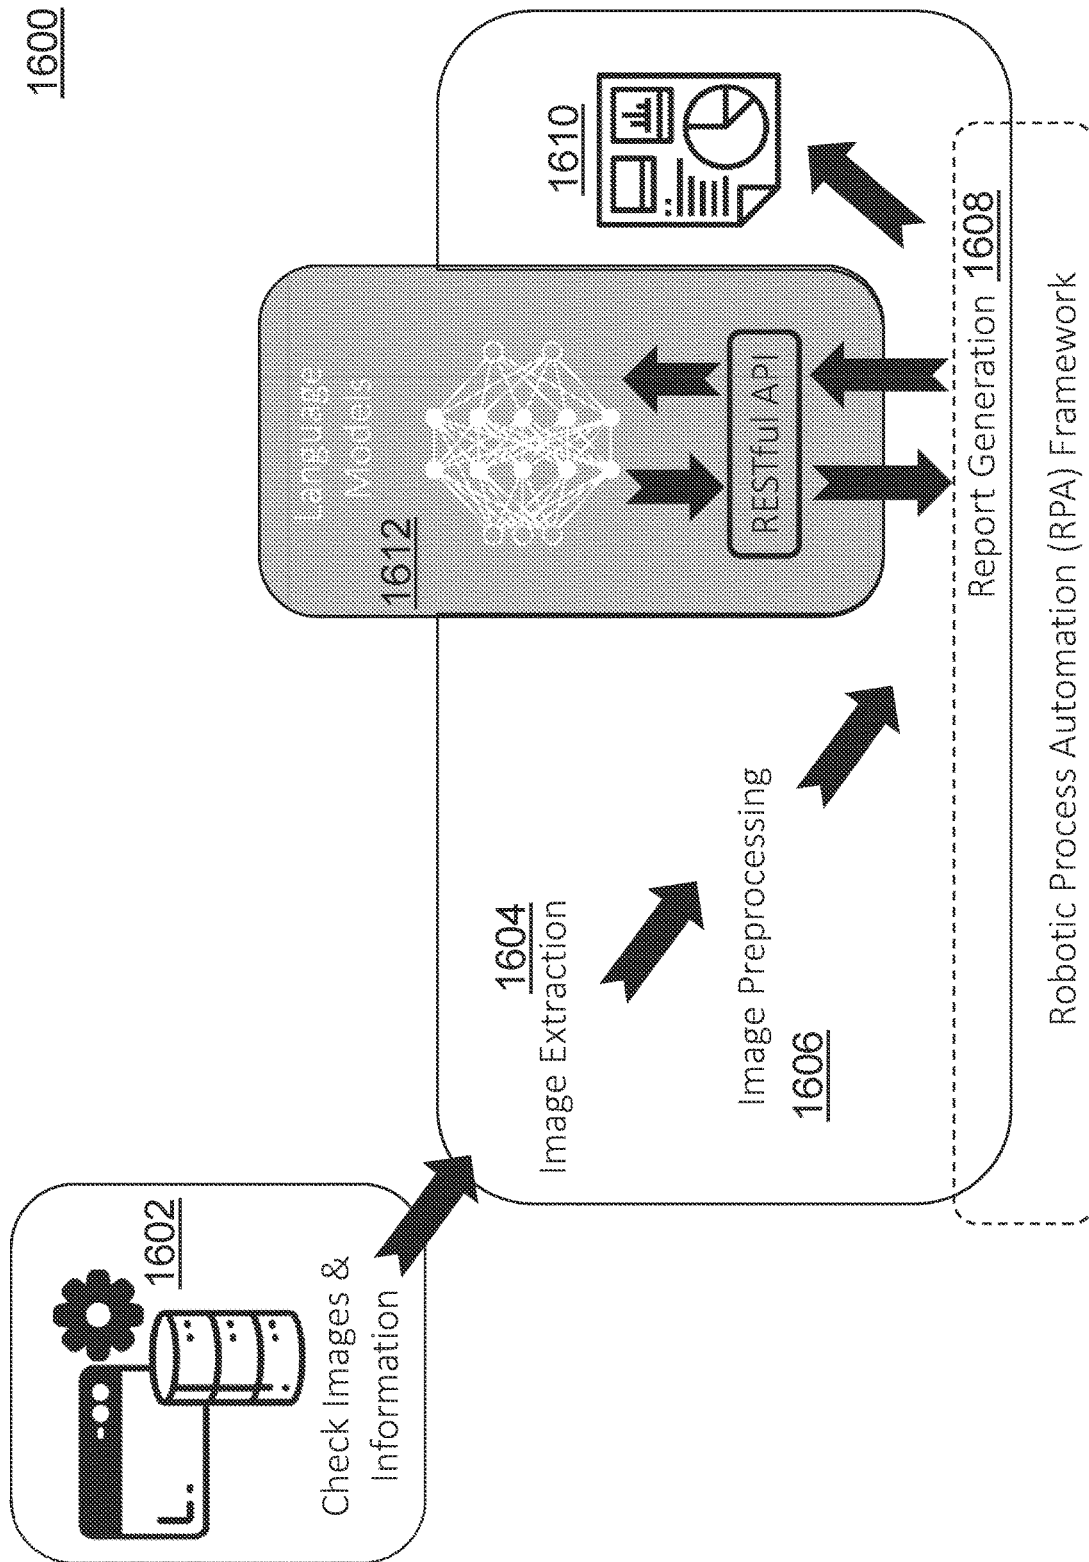 1600
1602
Check Images &
Information
1604
Image Extraction
Image Preprocessing
1606
Language
Models
1612
RESTful API
1610
Report Generation 1608
Robotic Process Automation (RPA) Framework